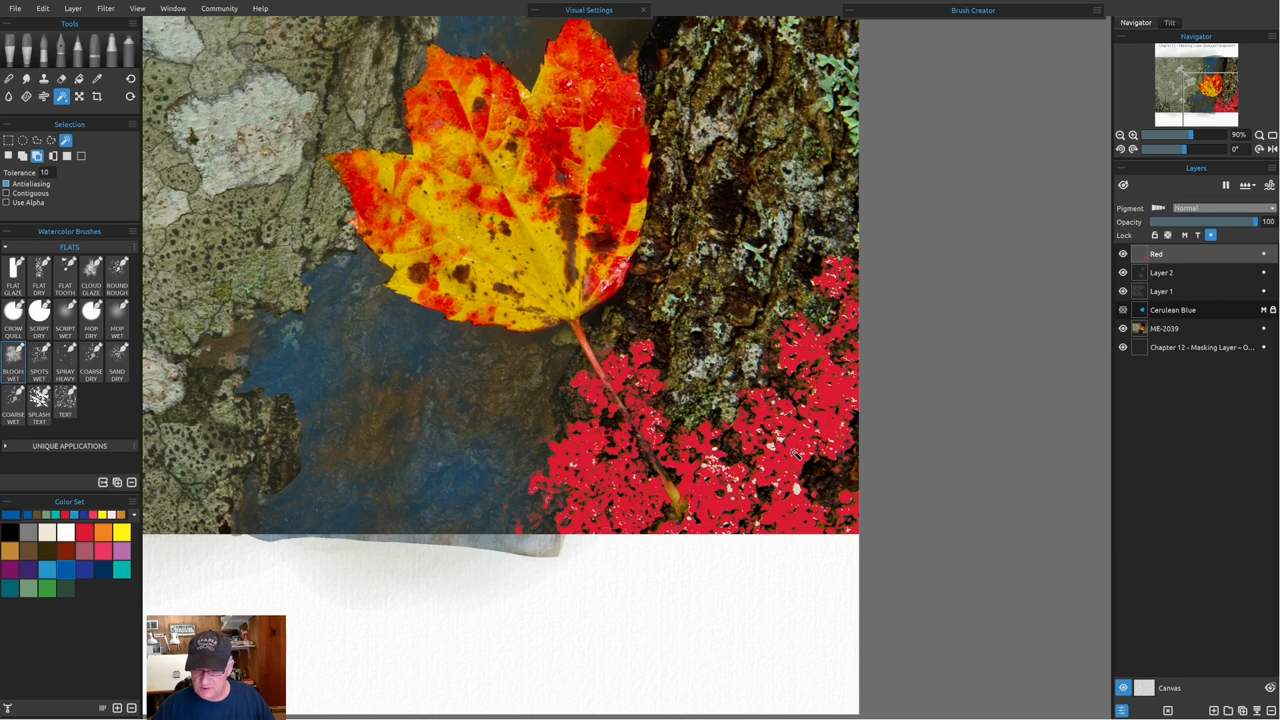 File Edit Layer Filter View Window Community Help
Visual Settings
Brush Creator
Tools
Selection
Tolerance 10
Antialiasing
Contiguous
Use Alpha
Watercolor Brushes
FLATS
FLAT GLAZE
FLAT DRY
FLAT TOOTH
CLOUD GLAZE
ROUND ROUGH
CROW QUILL
SCRIPT DRY
SCRIPT WET
MOP DRY
MOP WET
BLOOM WET
SPOTS WET
SPRAY HEAVY
COARSE DRY
SAND DRY
COARSE WET
SPLASH TEXT
TEXT
UNIQUE APPLICATIONS
Color Set
Navigator Tilt
Navigator
90%
0°
Layers
Pigment Normal
Opacity 100
Lock M T
Red
Layer 2
Layer 1
Cerulean Blue M
ME-2039
Chapter 12 - Masking Layer – O...
Canvas